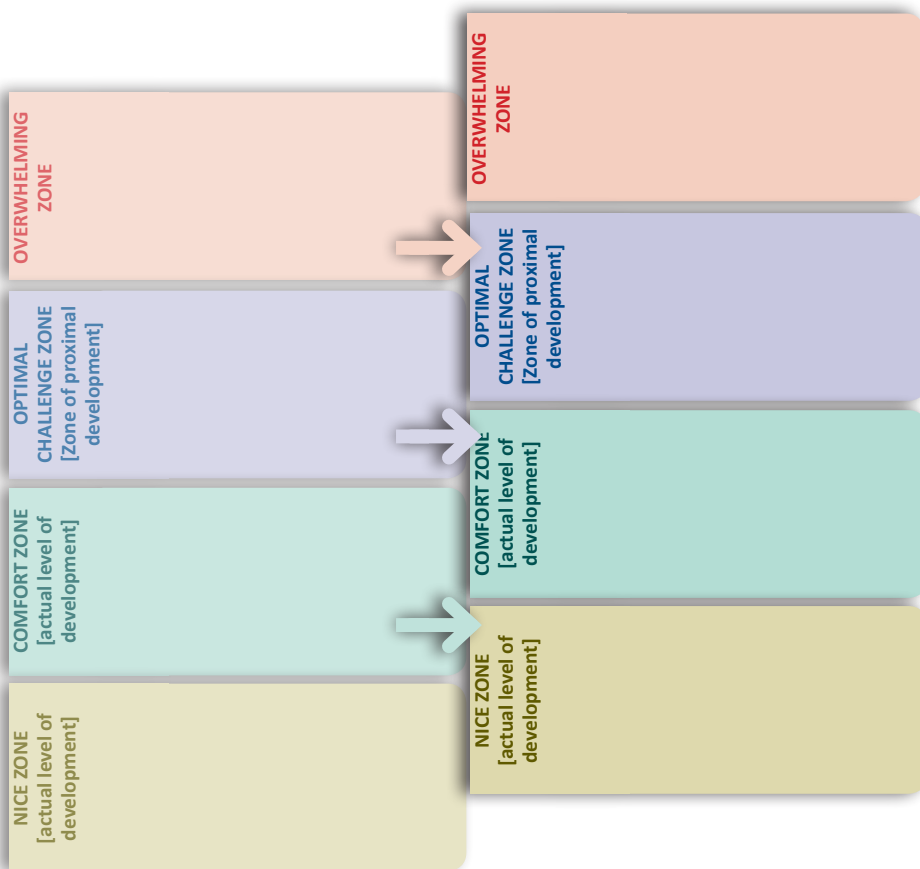 OVERWHELMING
ZONE
OPTIMAL
CHALLENGE ZONE
[Zone of proximal
development]
COMFORT ZONE
[actual level of
development]
NICE ZONE
[actual level of
development]
OVERWHELMING
ZONE
OPTIMAL
CHALLENGE ZONE
[Zone of proximal
development]
COMFORT ZONE
[actual level of
development]
NICE ZONE
[actual level of
development]